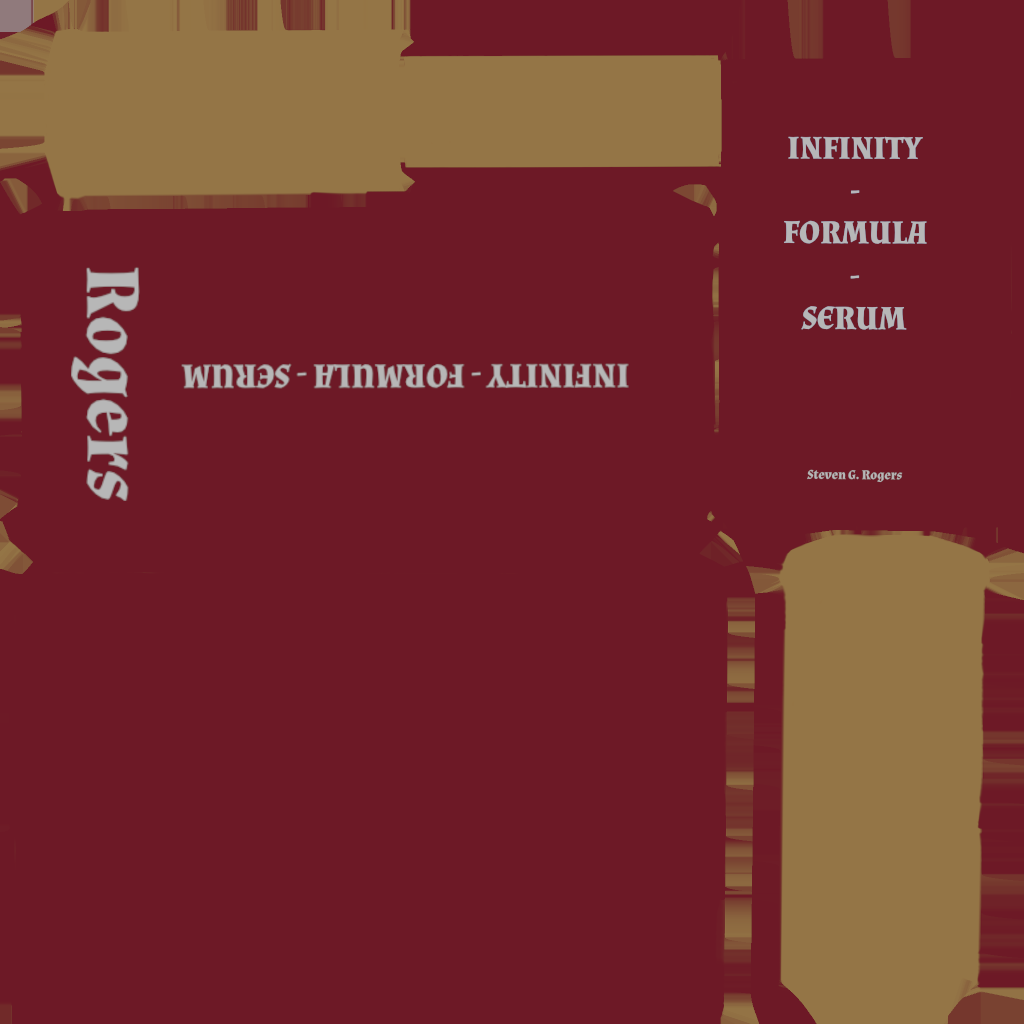 INFINITY
-
FORMULA
-
SERUM
Steven G. Rogers
Rogers
INFINITY - FORMULA - SERUM